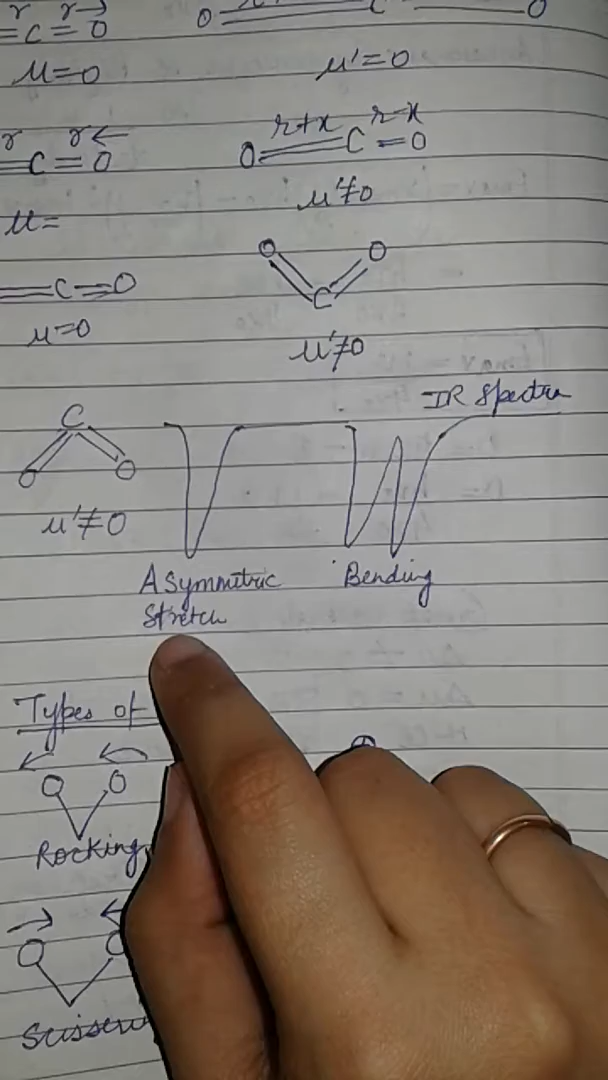 r r
=C=O O C O
μ=0 μ'=0
r r r+x r-x
=C=O O=C=O
μ= μ'≠0
=C=O O C O
μ=0 μ'≠0
IR Spectra
C
O O
μ'≠0
Asymmetric Bending
Stretch
Types of
O O
Rocking
O